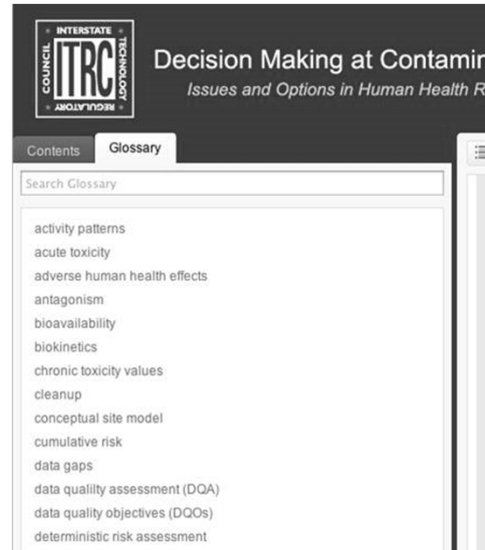 INTERSTATE
COUNCIL
ITRC
TECHNOLOGY
REGULATORY
Decision Making at Contamin
Issues and Options in Human Health R
Contents
Glossary
Search Glossary
activity patterns
acute toxicity
adverse human health effects
antagonism
bioavailability
biokinetics
chronic toxicity values
cleanup
conceptual site model
cumulative risk
data gaps
data qualilty assessment (DQA)
data quality objectives (DQOs)
deterministic risk assessment